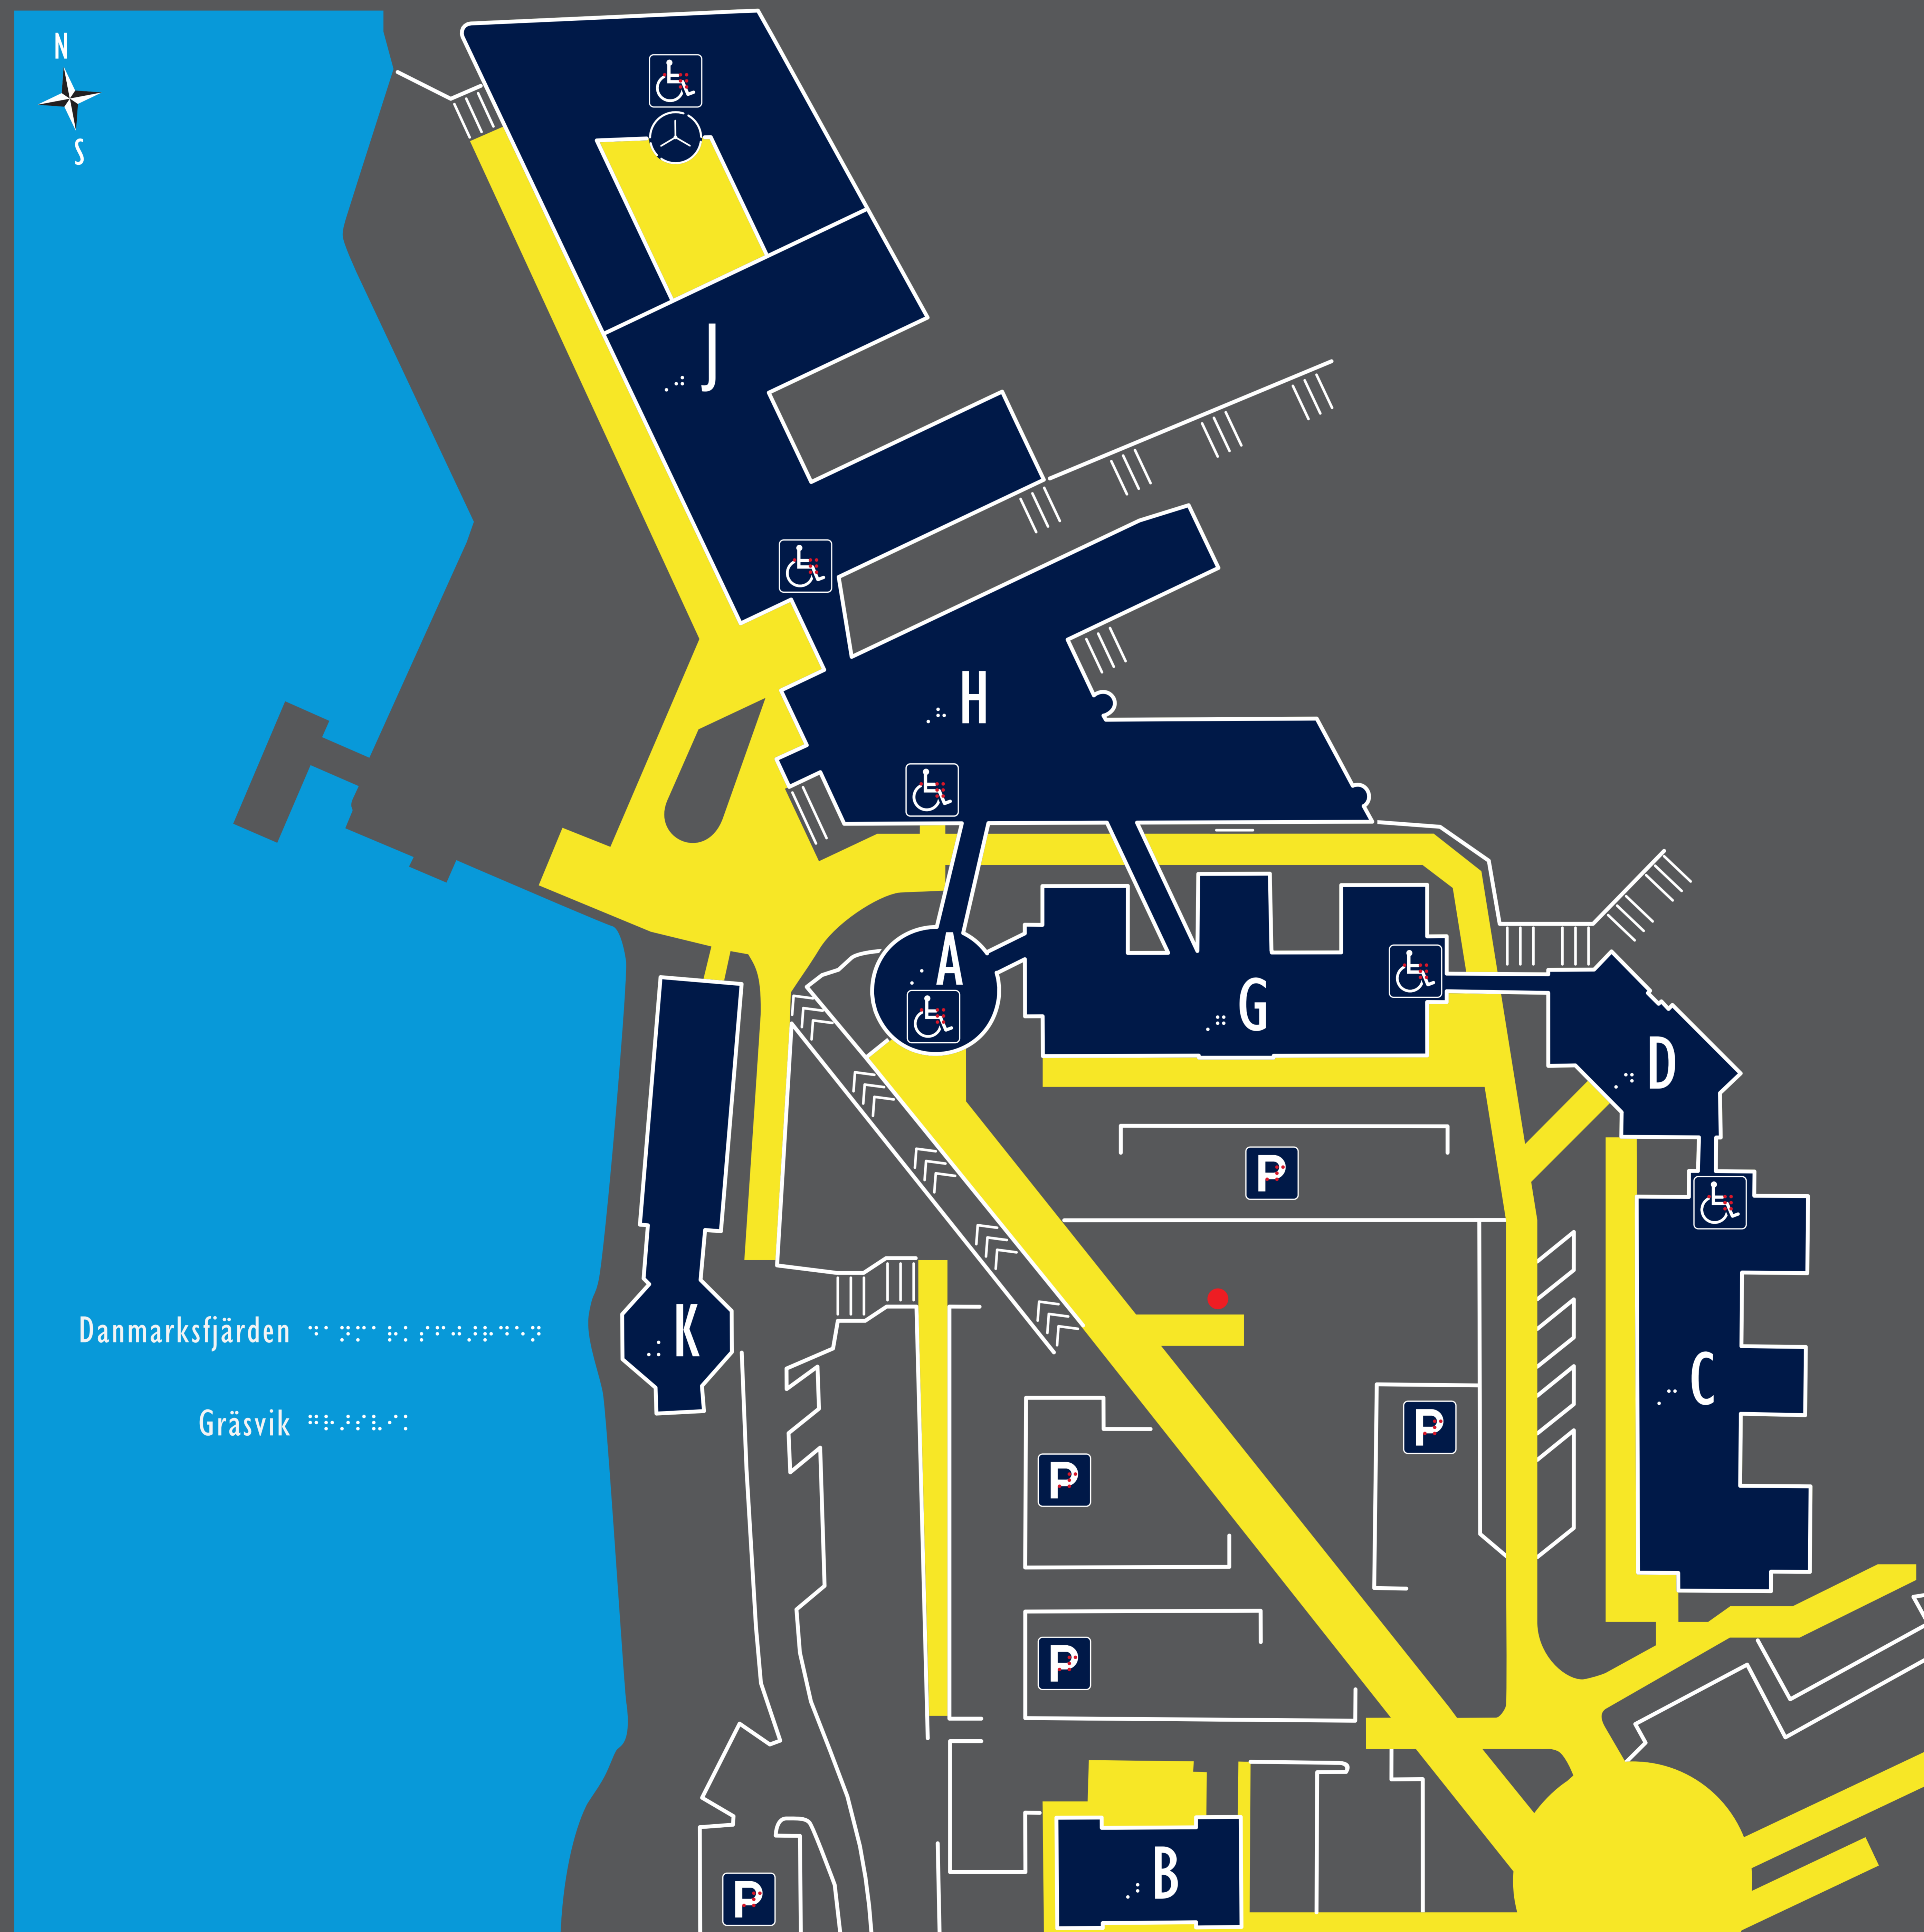 N
S
J
H
A
G
D
K
Danmarksfjärden ⠙⠁⠝⠍⠁⠗⠅⠎⠋⠚⠜⠗⠙⠑⠝
C
Gräsvik ⠛⠗⠜⠎⠧⠊⠅
P
P
P
P
B
P